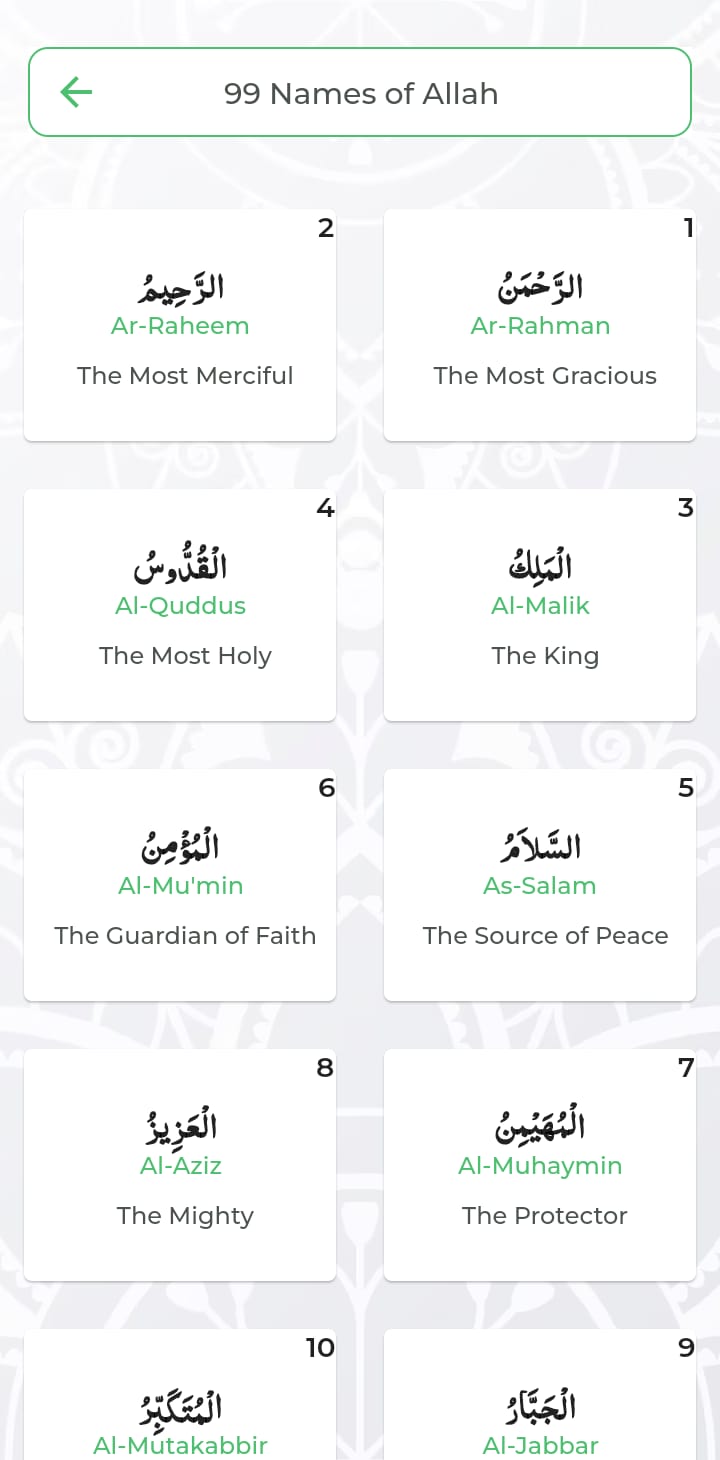 99 Names of Allah
1
الرَّحْمَنُ
Ar-Rahman
The Most Gracious
2
الرَّحِيمُ
Ar-Raheem
The Most Merciful
3
الْمَلِكُ
Al-Malik
The King
4
الْقُدُّوسُ
Al-Quddus
The Most Holy
5
السَّلاَمُ
As-Salam
The Source of Peace
6
الْمُؤْمِنُ
Al-Mu'min
The Guardian of Faith
7
الْمُهَيْمِنُ
Al-Muhaymin
The Protector
8
الْعَزِيزُ
Al-Aziz
The Mighty
9
الْجَبَّارُ
Al-Jabbar
10
الْمُتَكَبِّرُ
Al-Mutakabbir